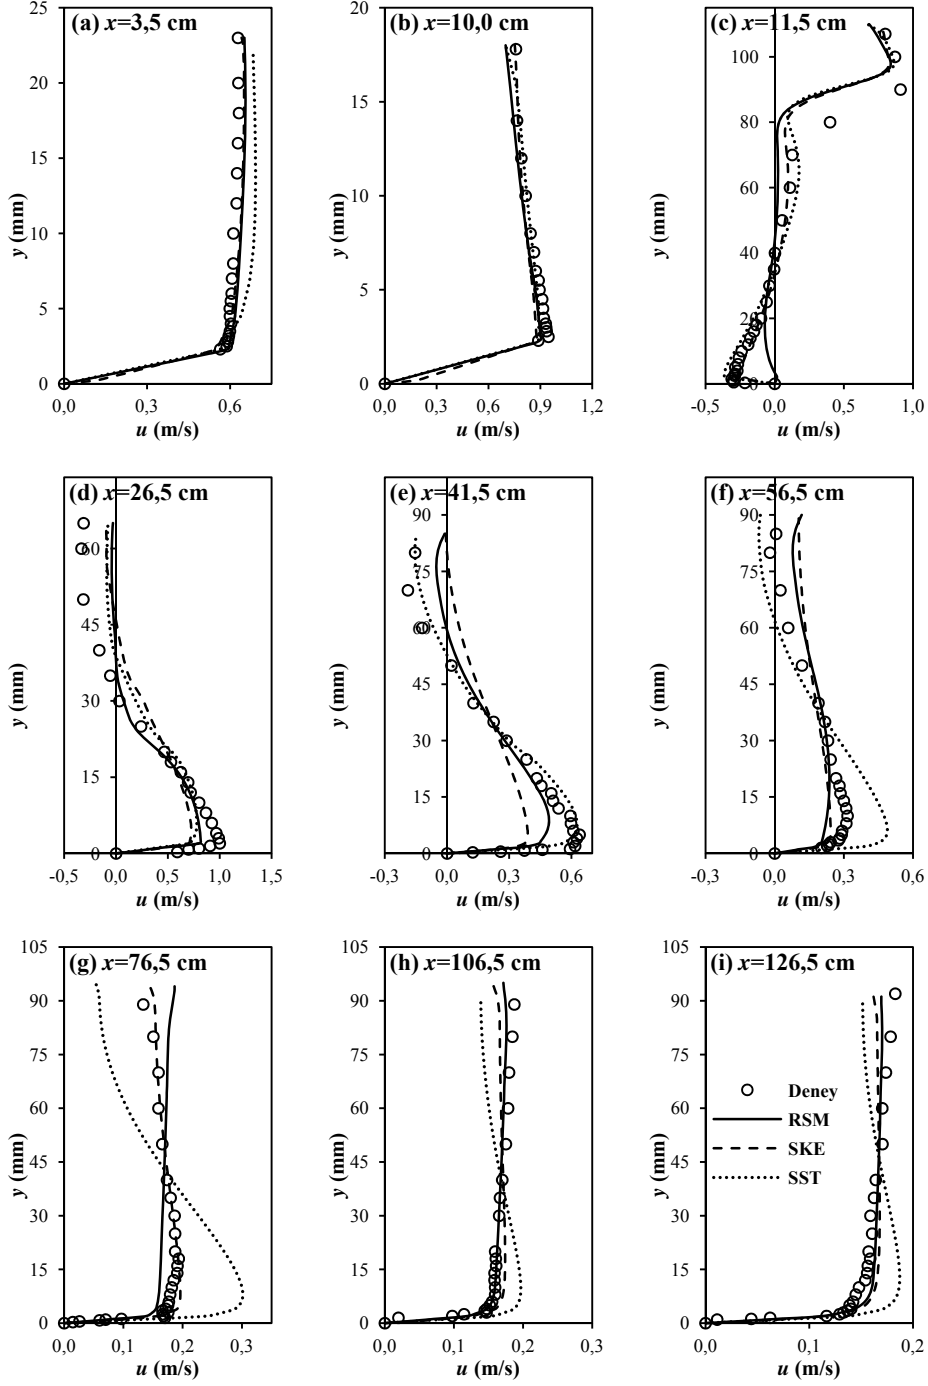 (a) x=3,5 cm
25
20
15
10
5
0
y (mm)
0,0 0,3 0,6
u (m/s)
(b) x=10,0 cm
20
18
16
14
12
10
8
6
4
2
0
y (mm)
0,0 0,3 0,6 0,9 1,2
u (m/s)
(c) x=11,5 cm
100
80
60
40
20
0
y (mm)
-0,5 0,0 0,5 1,0
u (m/s)
(d) x=26,5 cm
60
45
30
15
0
y (mm)
-0,5 0,0 0,5 1,0 1,5
u (m/s)
(e) x=41,5 cm
90
75
60
45
30
15
0
y (mm)
-0,3 0,0 0,3 0,6
u (m/s)
(f) x=56,5 cm
90
75
60
45
30
15
0
y (mm)
-0,3 0,0 0,3 0,6
u (m/s)
(g) x=76,5 cm
105
90
75
60
45
30
15
0
y (mm)
0,0 0,1 0,2 0,3
u (m/s)
(h) x=106,5 cm
105
90
75
60
45
30
15
0
y (mm)
0,0 0,1 0,2 0,3
u (m/s)
(i) x=126,5 cm
105
90
75
60
45
30
15
0
y (mm)
Deney
RSM
SKE
SST
0,0 0,1 0,2
u (m/s)